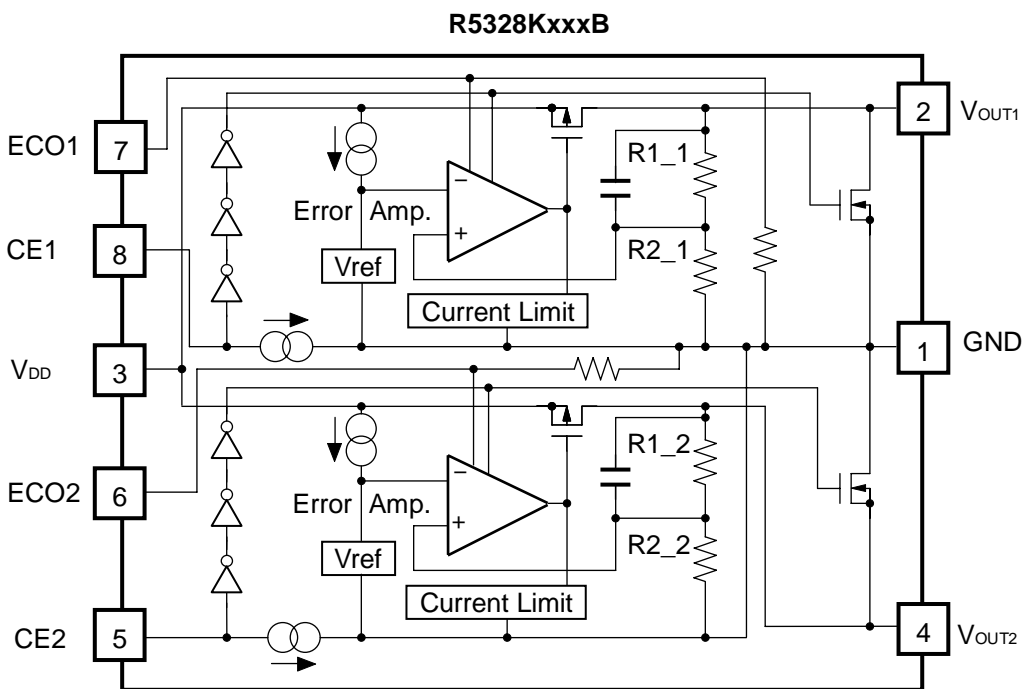 R5328KxxxB
ECO1
7
2
VOUT1
R1_1
−
Error Amp.
+
CE1
8
Vref
R2_1
Current Limit
VDD
3
1
GND
R1_2
−
ECO2
6
Error Amp.
+
Vref
R2_2
Current Limit
CE2
5
4
VOUT2